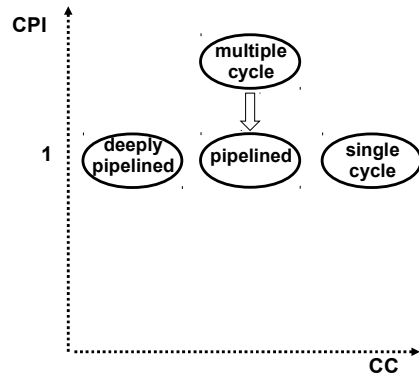 CPI
multiple
cycle
1
deeply
pipelined
pipelined
single
cycle
CC